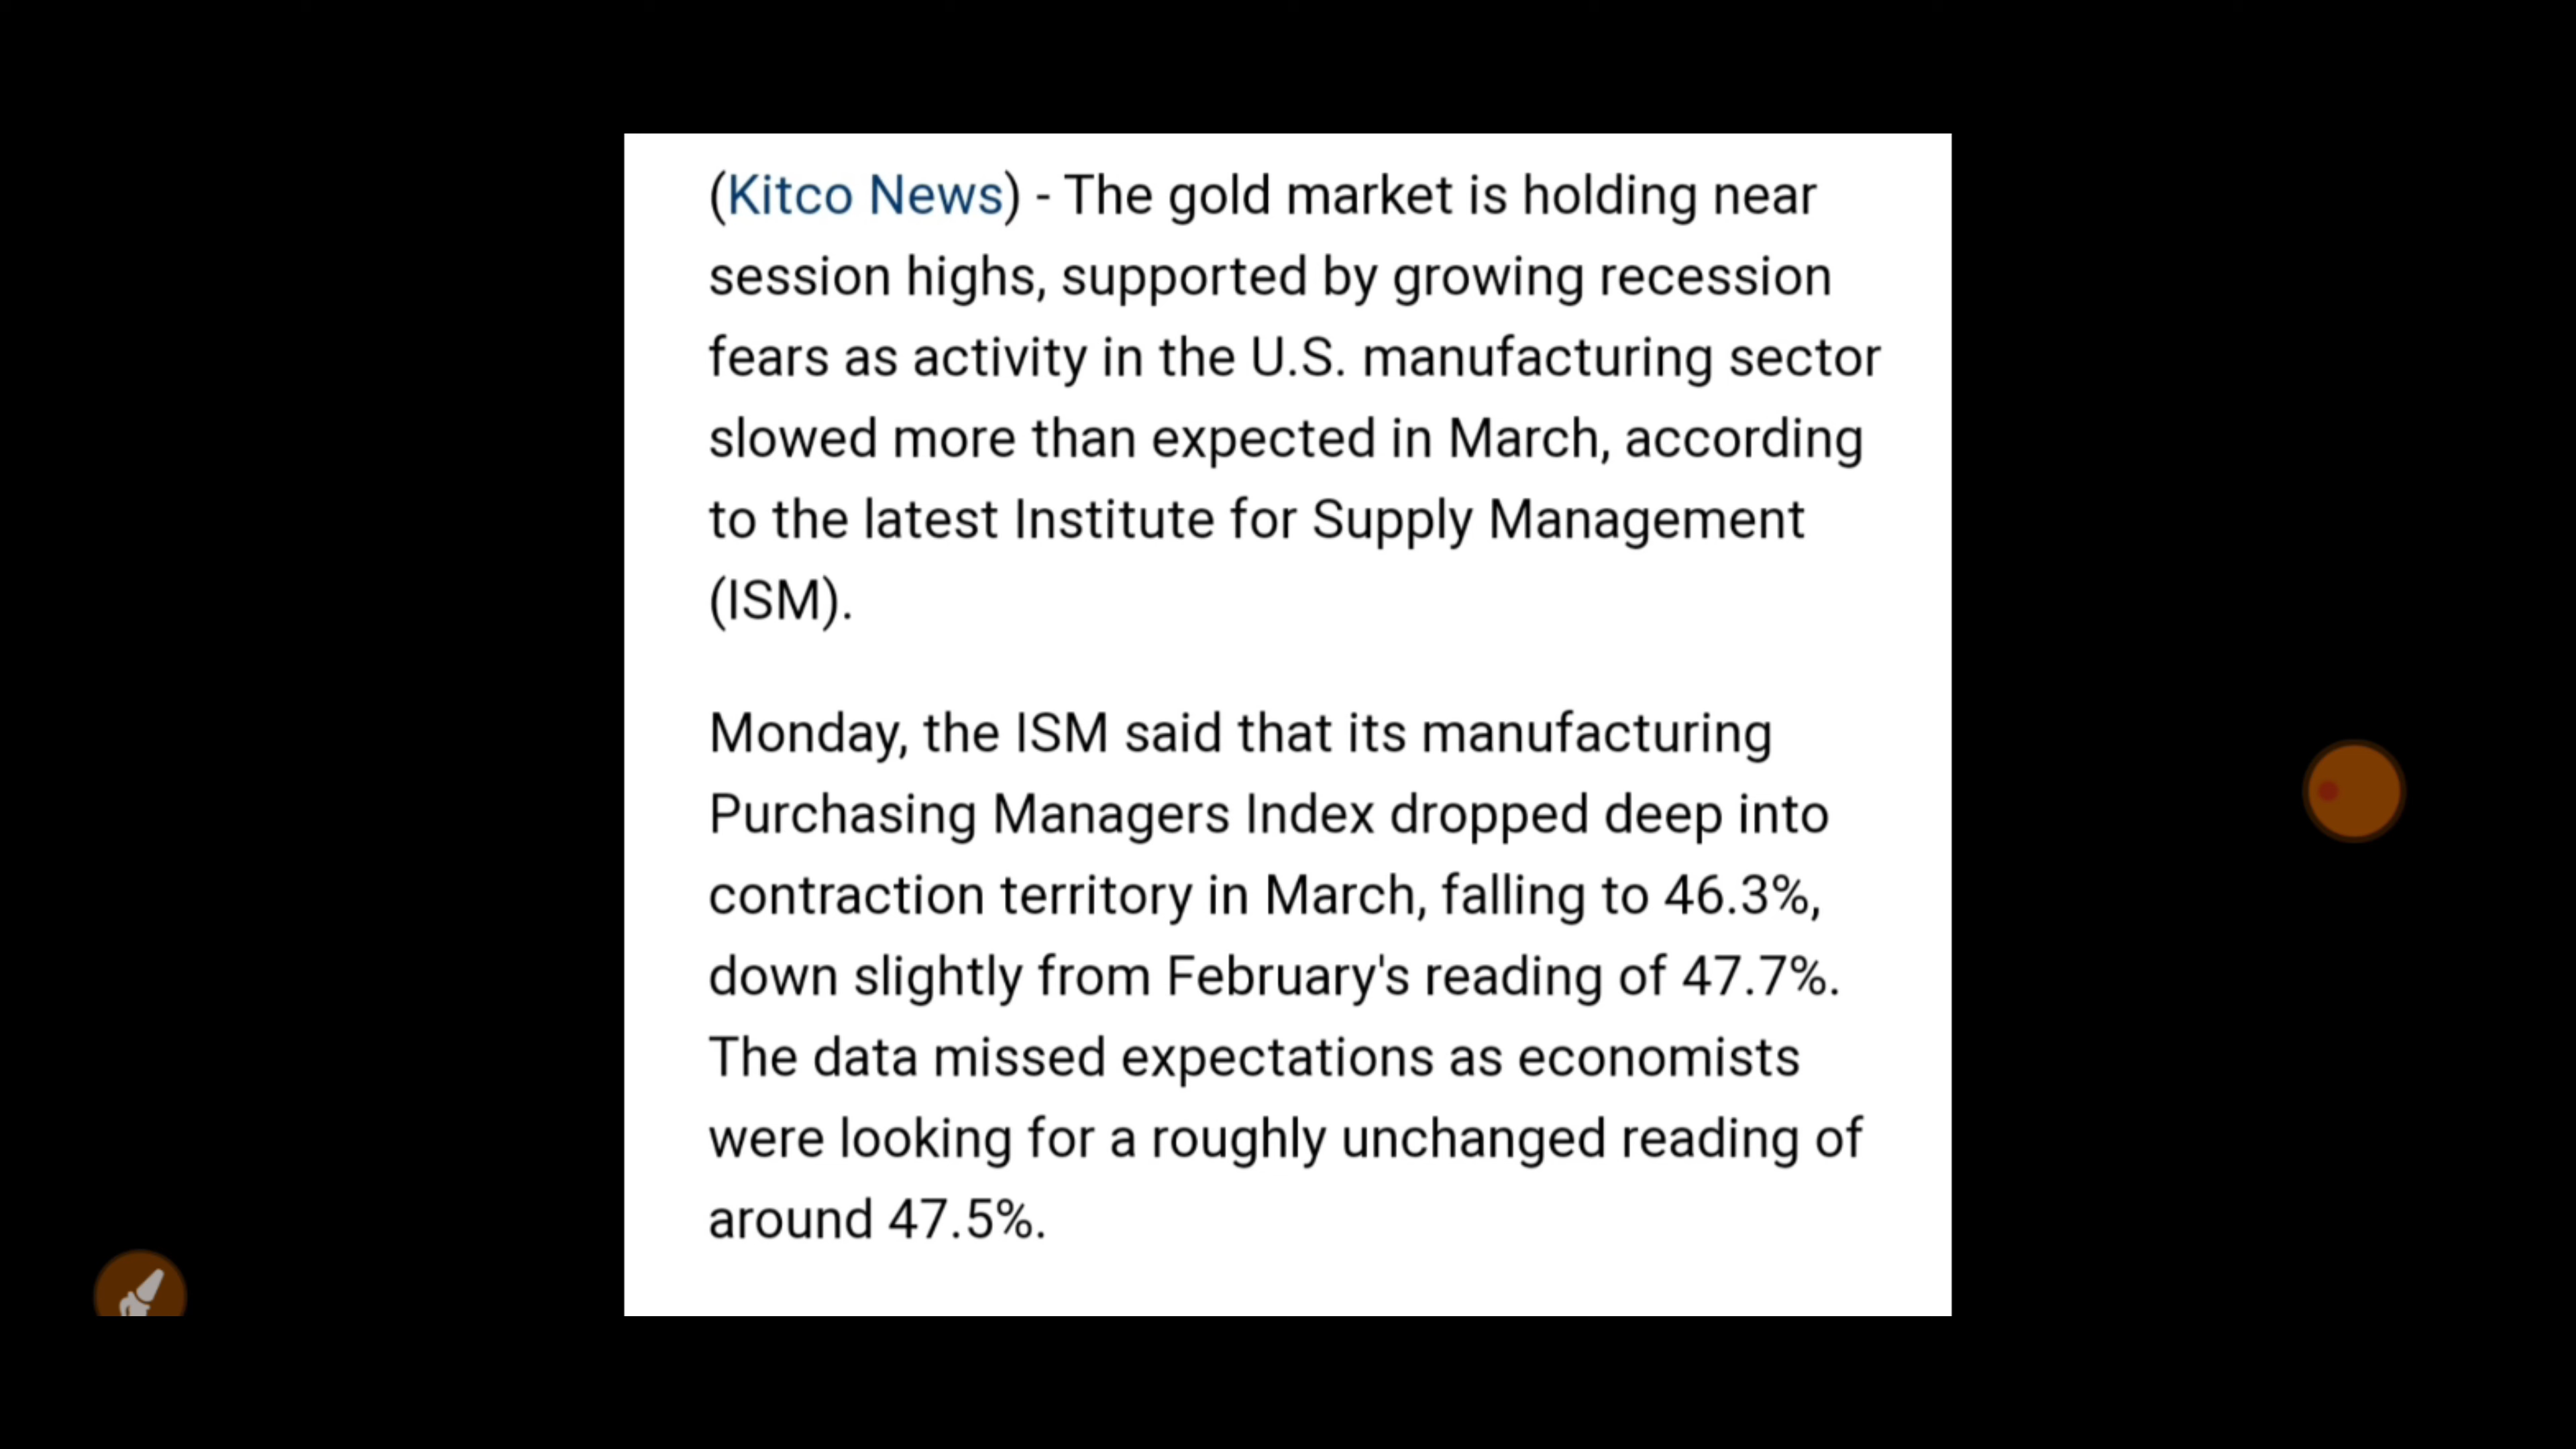 (Kitco News) - The gold market is holding near
session highs, supported by growing recession
fears as activity in the U.S. manufacturing sector
slowed more than expected in March, according
to the latest Institute for Supply Management
(ISM).
Monday, the ISM said that its manufacturing
Purchasing Managers Index dropped deep into
contraction territory in March, falling to 46.3%,
down slightly from February's reading of 47.7%.
The data missed expectations as economists
were looking for a roughly unchanged reading of
around 47.5%.